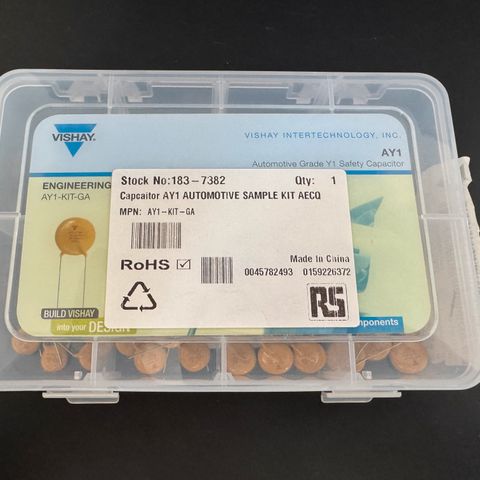 VISHAY.
VISHAY INTERTECHNOLOGY, INC.
AY1
Automotive Grade Y1 Safety Capacitor
ENGINEERING
AY1-KIT-GA
Stock No:183-7382 Qty: 1
Capcaitor AY1 AUTOMOTIVE SAMPLE KIT AECQ
MPN: AY1-KIT-GA
RoHS
Made In China
0045782493 0159226372
RS
BUILD VISHAY
into your DESIGN
mponents